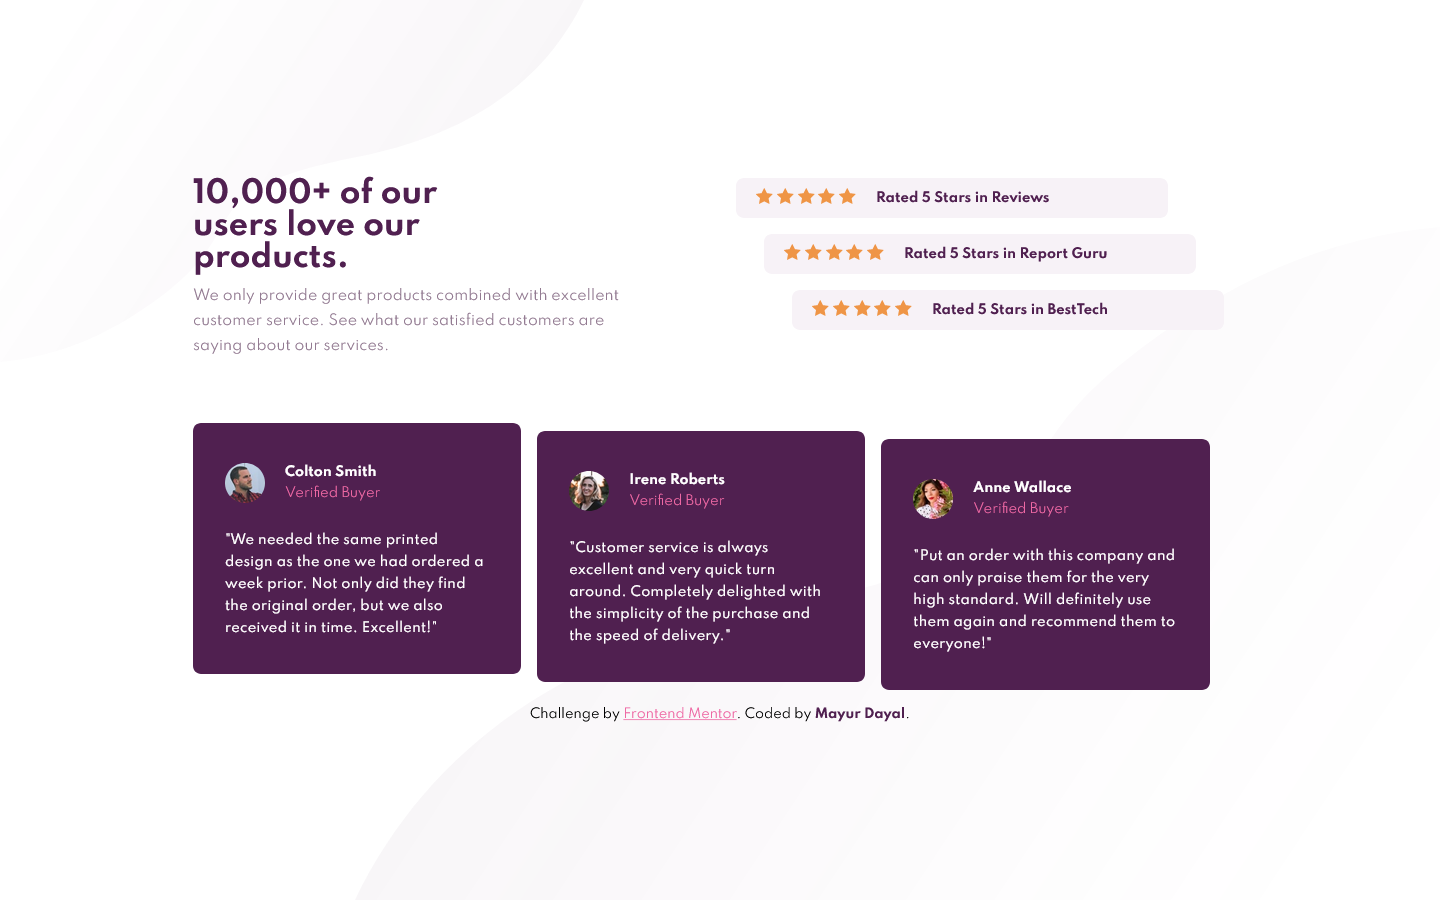 10,000+ of our
users love our
products.
We only provide great products combined with excellent
customer service. See what our satisfied customers are
saying about our services.
Rated 5 Stars in Reviews
Rated 5 Stars in Report Guru
Rated 5 Stars in BestTech
Colton Smith
Verified Buyer
"We needed the same printed
design as the one we had ordered a
week prior. Not only did they find
the original order, but we also
received it in time. Excellent!"
Irene Roberts
Verified Buyer
"Customer service is always
excellent and very quick turn
around. Completely delighted with
the simplicity of the purchase and
the speed of delivery."
Anne Wallace
Verified Buyer
"Put an order with this company and
can only praise them for the very
high standard. Will definitely use
them again and recommend them to
everyone!"
Challenge by Frontend Mentor. Coded by Mayur Dayal.